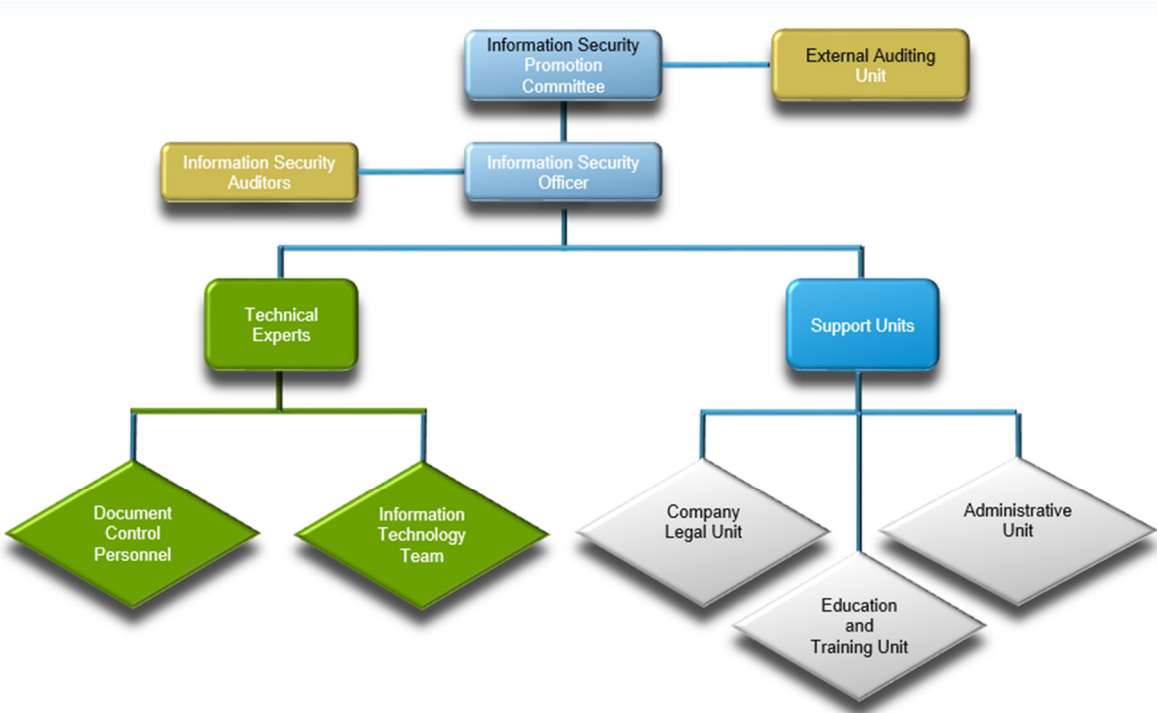 Information Security
Promotion
Committee
External Auditing
Unit
Information Security
Auditors
Information Security
Officer
Technical
Experts
Support Units
Document
Control
Personnel
Information
Technology
Team
Company
Legal Unit
Education
and
Training Unit
Administrative
Unit